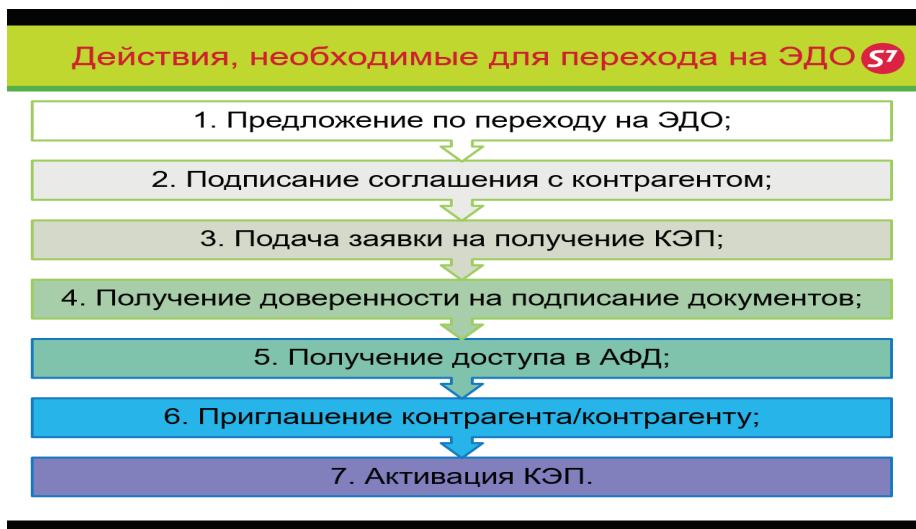 Действия, необходимые для перехода на ЭДО S7
1. Предложение по переходу на ЭДО;
2. Подписание соглашения с контрагентом;
3. Подача заявки на получение КЭП;
4. Получение доверенности на подписание документов;
5. Получение доступа в АФД;
6. Приглашение контрагента/контрагенту;
7. Активация КЭП.